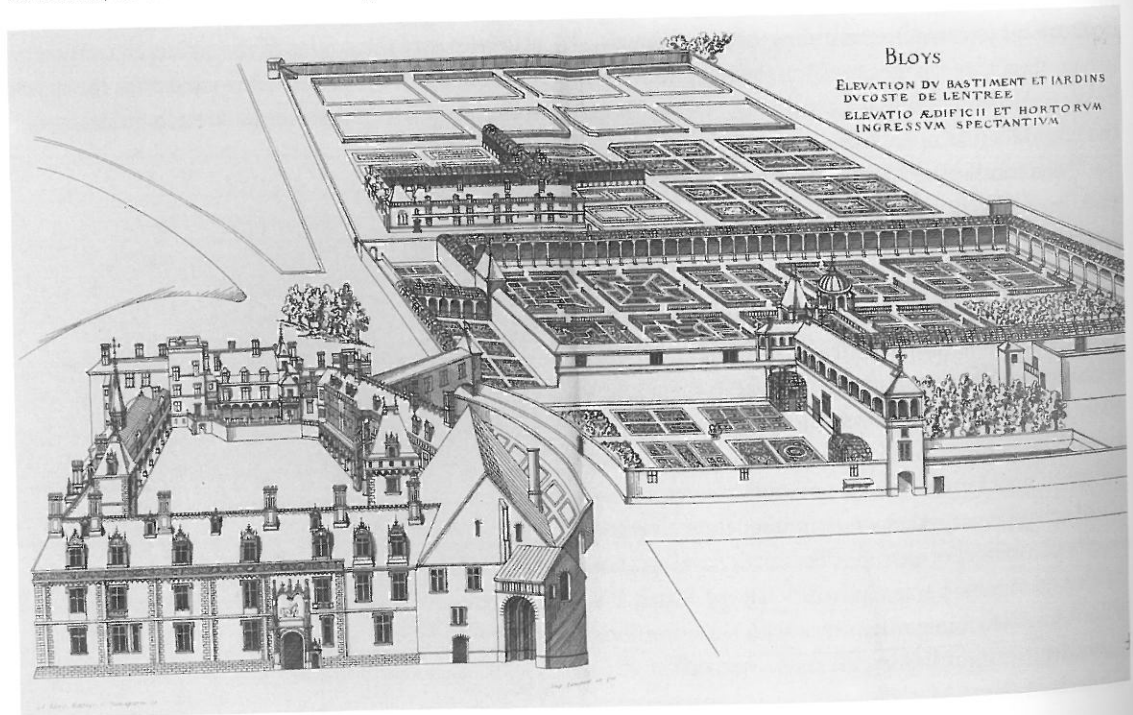 BLOYS
ELEVATION DV BASTIMENT ET IARDINS
DVCOSTE DE LENTREE
ELEVATIO ÆDIFICII ET HORTORVM
INGRESSVM SPECTANTIVM